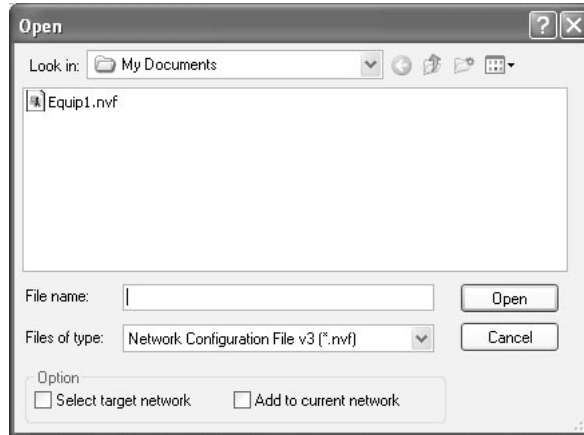 Open
Look in: My Documents
Equip1.nvf
File name: Open
Files of type: Network Configuration File v3 (*.nvf) Cancel
Option
Select target network Add to current network